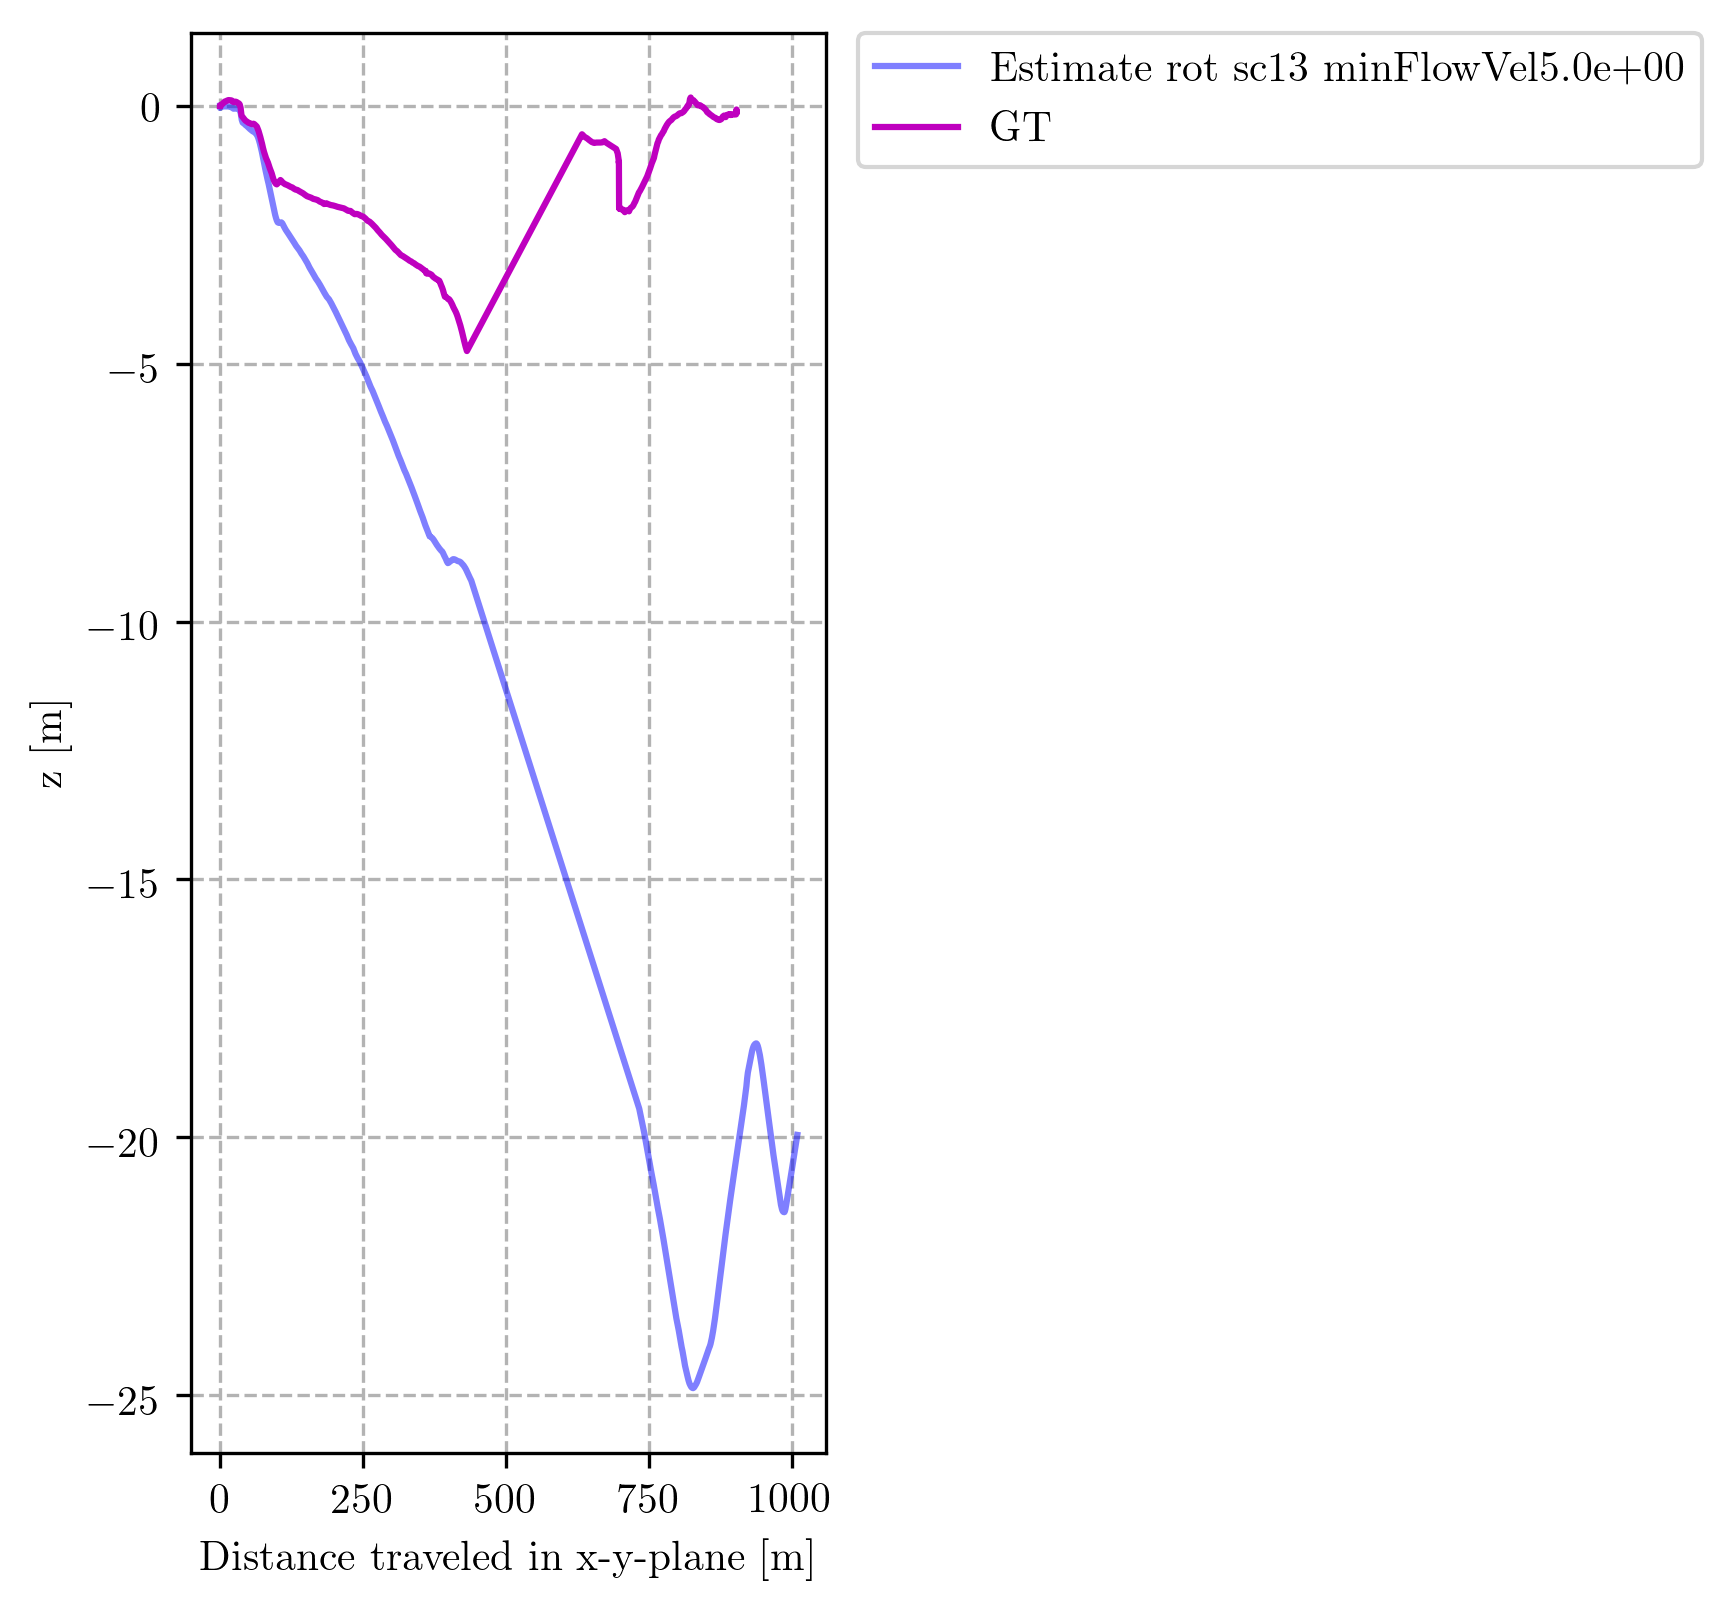 Estimate rot sc13 minFlowVel5.0e+00
GT
0
−5
−10
−15
−20
−25
z [m]
0 250 500 750 1000
Distance traveled in x-y-plane [m]